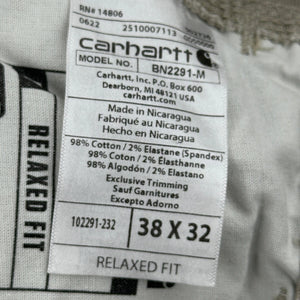 RN# 14806
0622 2510007113
carhartt
MODEL NO. BN2291-M
Carhartt, Inc. P.O. Box 600
Dearborn, MI 48121 USA
carhartt.com
Made in Nicaragua
Fabriqué au Nicaragua
Hecho en Nicaragua
98% Cotton / 2% Elastane (Spandex)
98% Cotton / 2% Élasthanne
98% Algodón / 2% Elastano
Exclusive Trimming
Sauf Garnitures
Excepto Adorno
102291-232
38 X 32
RELAXED FIT
RELAXED FIT